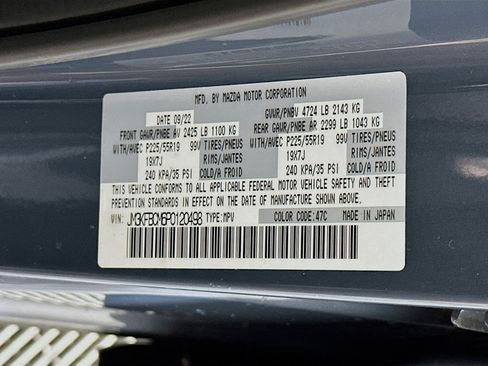 MFD. BY MAZDA MOTOR CORPORATION
DATE 09/22 GVWR/PNBV 4724 LB 2143 KG
FRONT GAWR/PNBE AV 2425 LB 1100 KG REAR GAWR/PNBE AR 2299 LB 1043 KG
WITH/AVEC P225/55R19 99V TIRES/PNEUS WITH/AVEC P225/55R19 99V TIRES/PNEUS
19X7J RIMS/JANTES 19X7J RIMS/JANTES
240 KPA/35 PSI COLD/A FROID 240 KPA/35 PSI COLD/A FROID
THIS VEHICLE CONFORMS TO ALL APPLICABLE FEDERAL MOTOR VEHICLE SAFETY AND THEFT
PREVENTION STANDARDS IN EFFECT ON THE DATE OF MANUFACTURE SHOWN ABOVE.
VIN: JM3KFBCM6P0120498 TYPE:MPV COLOR CODE:47C MADE IN JAPAN